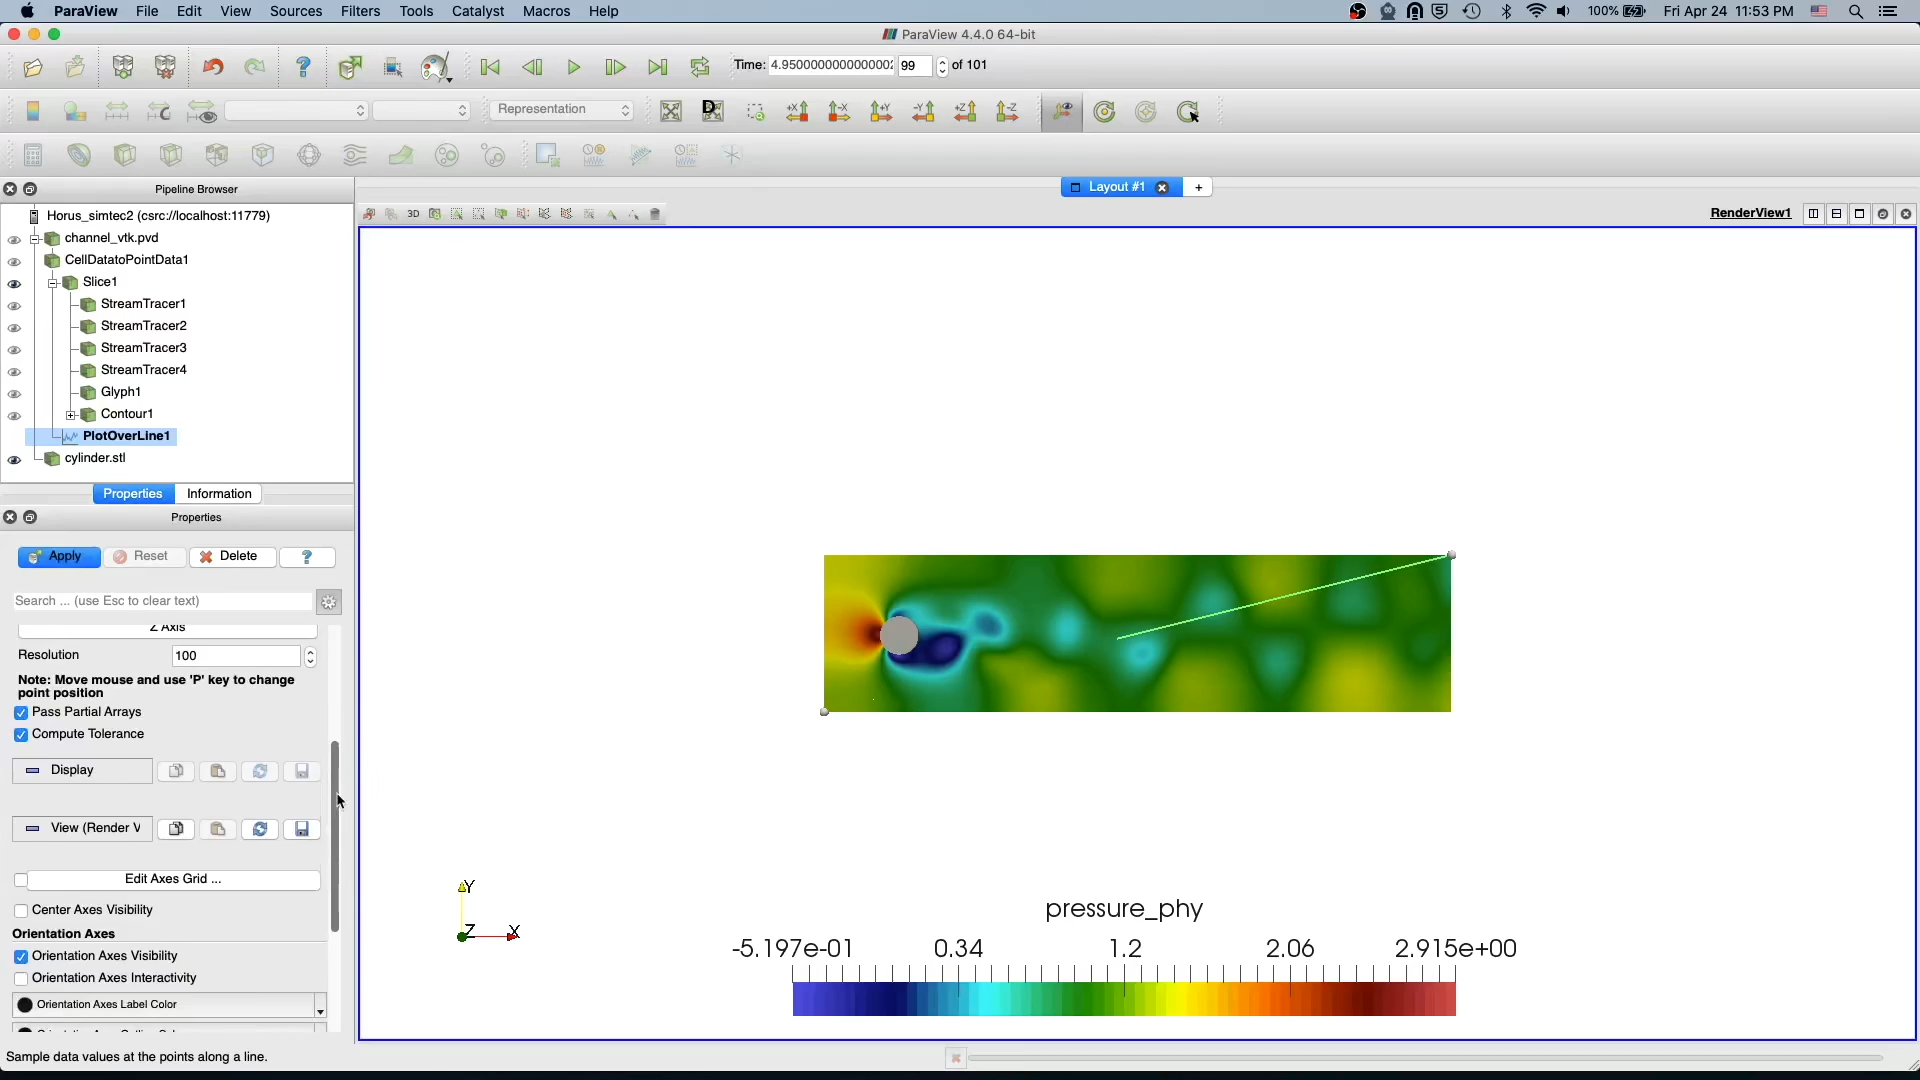 ParaView File Edit View Sources Filters Tools Catalyst Macros Help
100% Fri Apr 24 11:53 PM
ParaView 4.4.0 64-bit
Time: 4.950000000000000 99 of 101
Representation
D +X -X +Y -Y +Z -Z
Pipeline Browser
Layout #1 +
Horus_simtec2 (csrc://localhost:11779)
3D
RenderView1
channel_vtk.pvd
CellDatatoPointData1
Slice1
StreamTracer1
StreamTracer2
StreamTracer3
StreamTracer4
Glyph1
Contour1
PlotOverLine1
cylinder.stl
Properties Information
Properties
Apply Reset Delete ?
Search ... (use Esc to clear text)
Z Axis
Resolution 100
Note: Move mouse and use 'P' key to change
point position
Pass Partial Arrays
Compute Tolerance
Display
View (Render V
Edit Axes Grid ...
Center Axes Visibility
Orientation Axes
Orientation Axes Visibility
Orientation Axes Interactivity
Orientation Axes Label Color
Y
Z X
pressure_phy
-5.197e-01 0.34 1.2 2.06 2.915e+00
Sample data values at the points along a line.